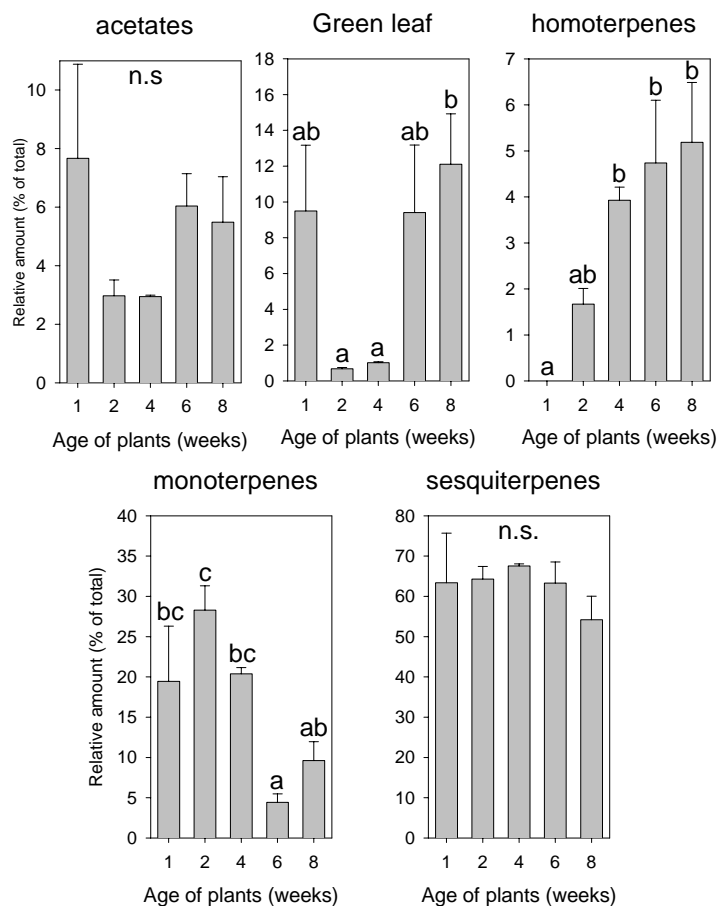 acetates
Green leaf
homoterpenes
Relative amount (% of total)
10
8
6
4
2
0
n.s
1 2 4 6 8
Age of plants (weeks)
18
16
14
12
10
8
6
4
2
0
ab
a
a
ab
b
1 2 4 6 8
Age of plants (weeks)
7
6
5
4
3
2
1
0
a
ab
b
b
b
1 2 4 6 8
Age of plants (weeks)
monoterpenes
sesquiterpenes
Relative amount (% of total)
40
35
30
25
20
15
10
5
0
bc
c
bc
a
ab
1 2 4 6 8
Age of plants (weeks)
80
70
60
50
40
30
20
10
0
n.s.
1 2 4 6 8
Age of plants (weeks)